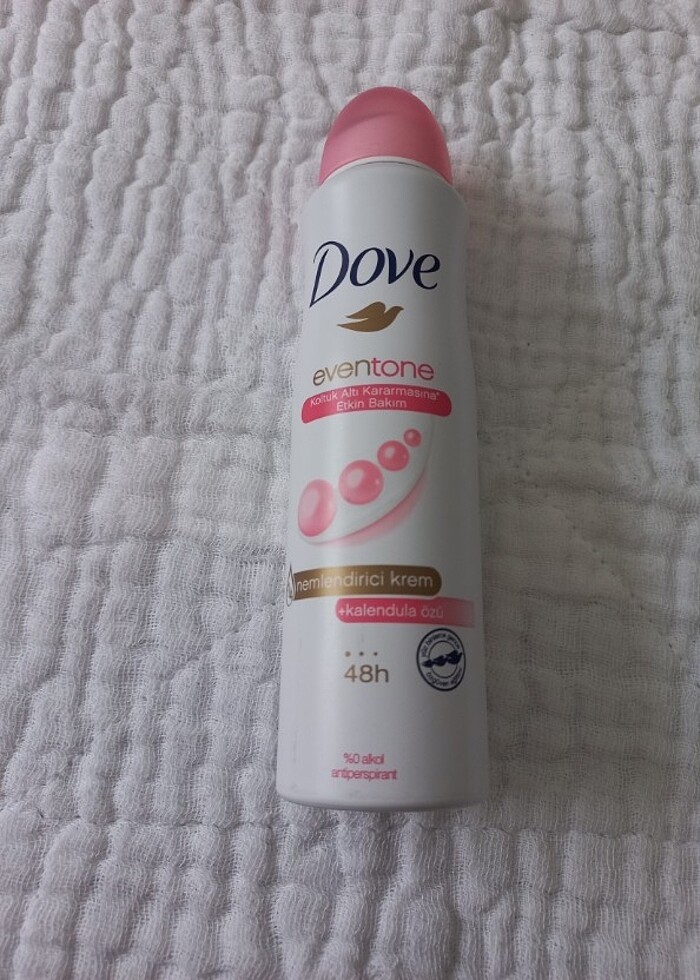 Dove
eventone
Koltuk Altı Kararmasına*
Etkin Bakım
nemlendirici krem
+kalendula özü
48h
%0 alkol
antiperspirant